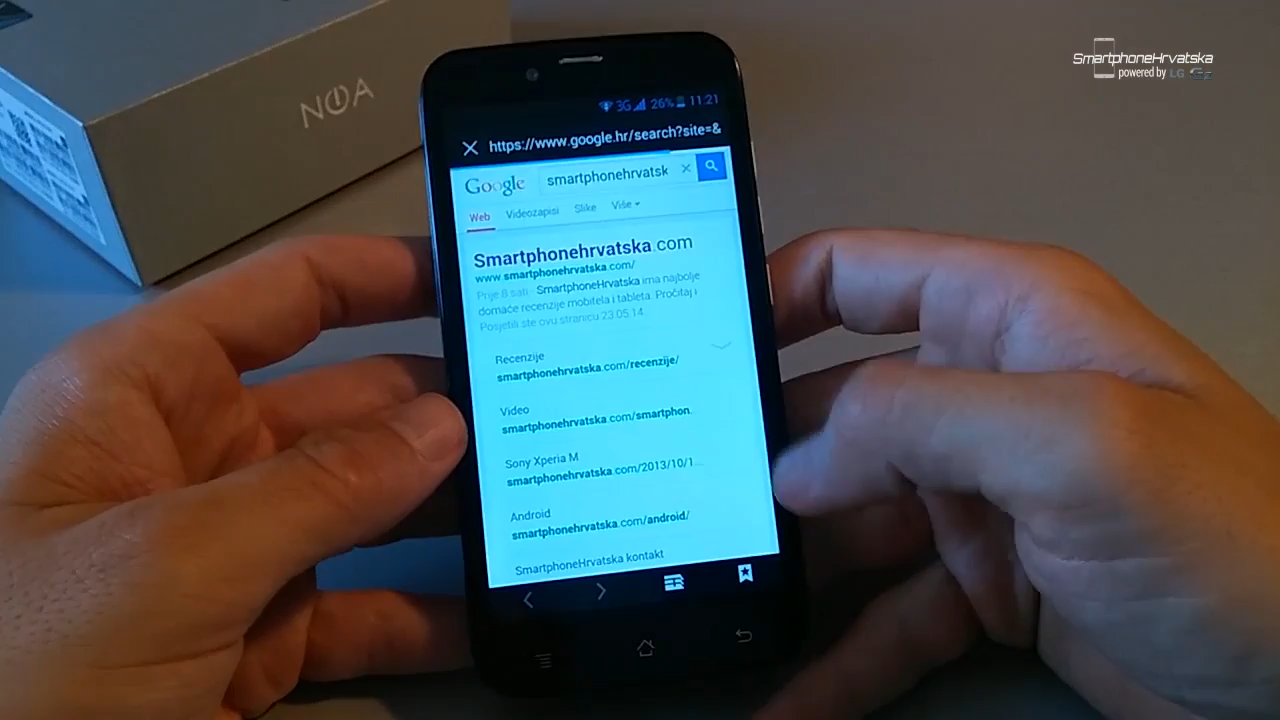 SmartphoneHrvatska
powered by LG G2
NOA
3G 26% 11:21
https://www.google.hr/search?site=&
Google smartphonehrvatsk
Web Videozapisi Slike Više
Smartphonehrvatska.com
www.smartphonehrvatska.com/
Prije 8 sati - SmartphoneHrvatska ima najbolje
domaće recenzije mobitela i tableta. Pročitaj i
Posjetili ste ovu stranicu 23.05.14.
Recenzije
smartphonehrvatska.com/recenzije/
Video
smartphonehrvatska.com/smartphon.
Sony Xperia M
smartphonehrvatska.com/2013/10/1...
Android
smartphonehrvatska.com/android/
SmartphoneHrvatska kontakt